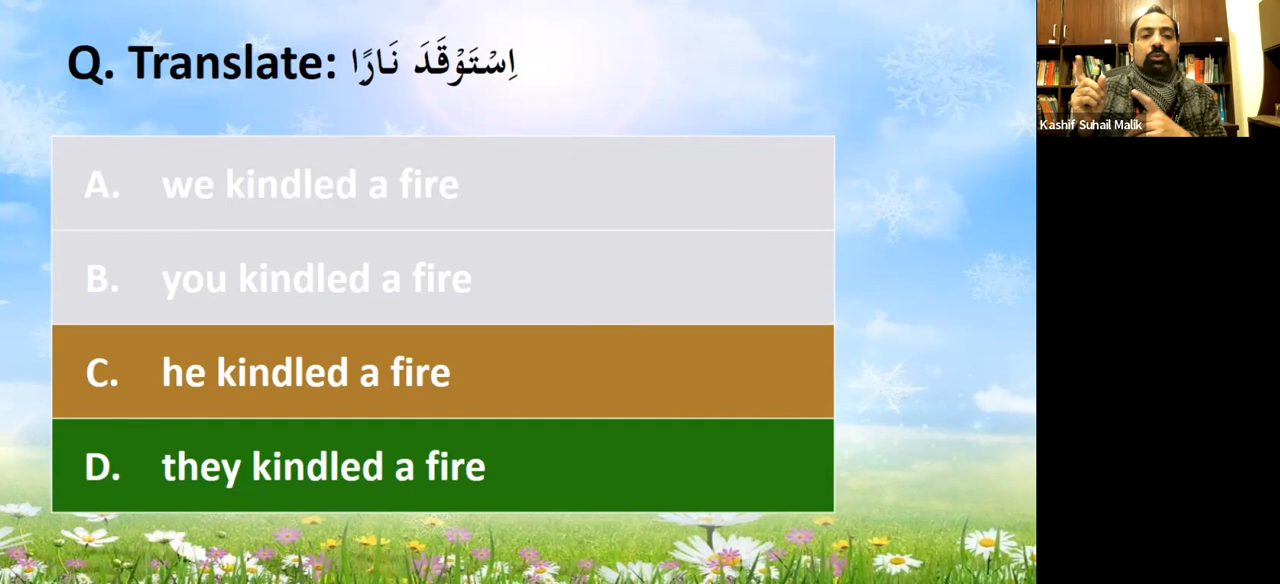 Q. Translate: اِسْتَوْقَدَ نَارًا
A. we kindled a fire
B. you kindled a fire
C. he kindled a fire
D. they kindled a fire
Kashif Suhail Malik